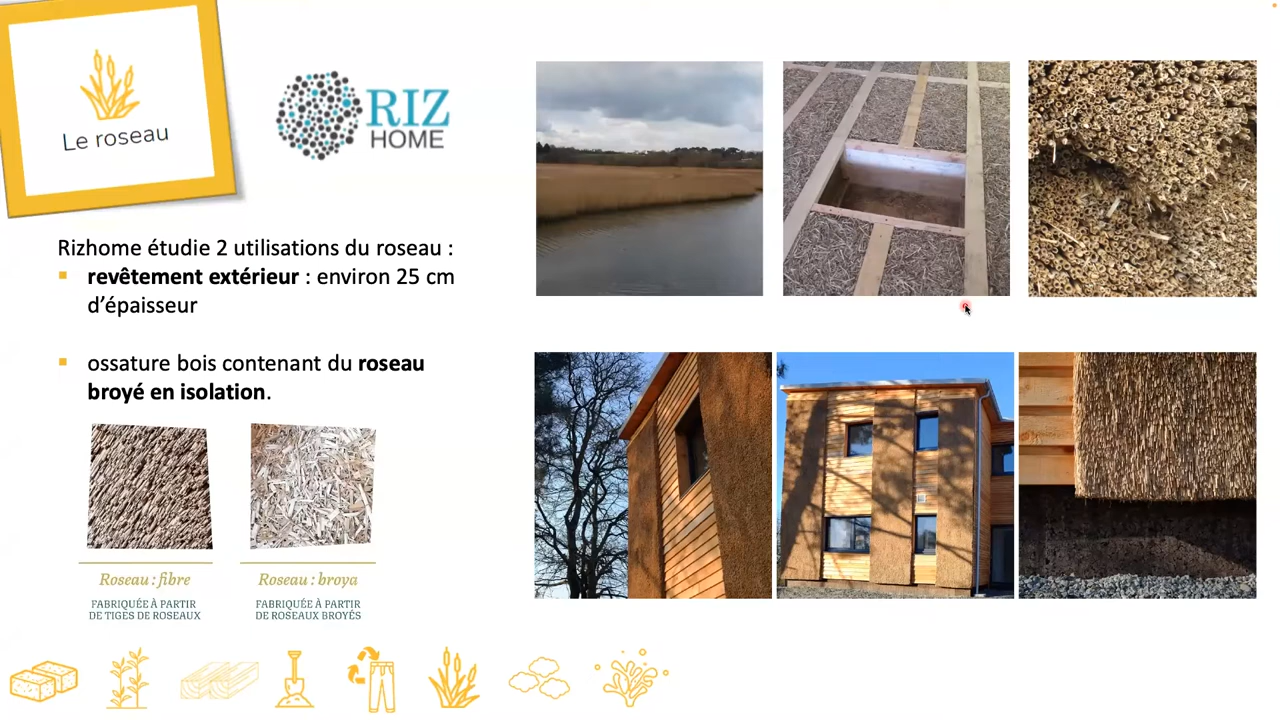 Le roseau
RIZ
HOME
Rizhome étudie 2 utilisations du roseau :
▪ revêtement extérieur : environ 25 cm
d’épaisseur
▪ ossature bois contenant du roseau
broyé en isolation.
Roseau : fibre
FABRIQUÉE À PARTIR
DE TIGES DE ROSEAUX
Roseau : broya
FABRIQUÉE À PARTIR
DE ROSEAUX BROYÉS